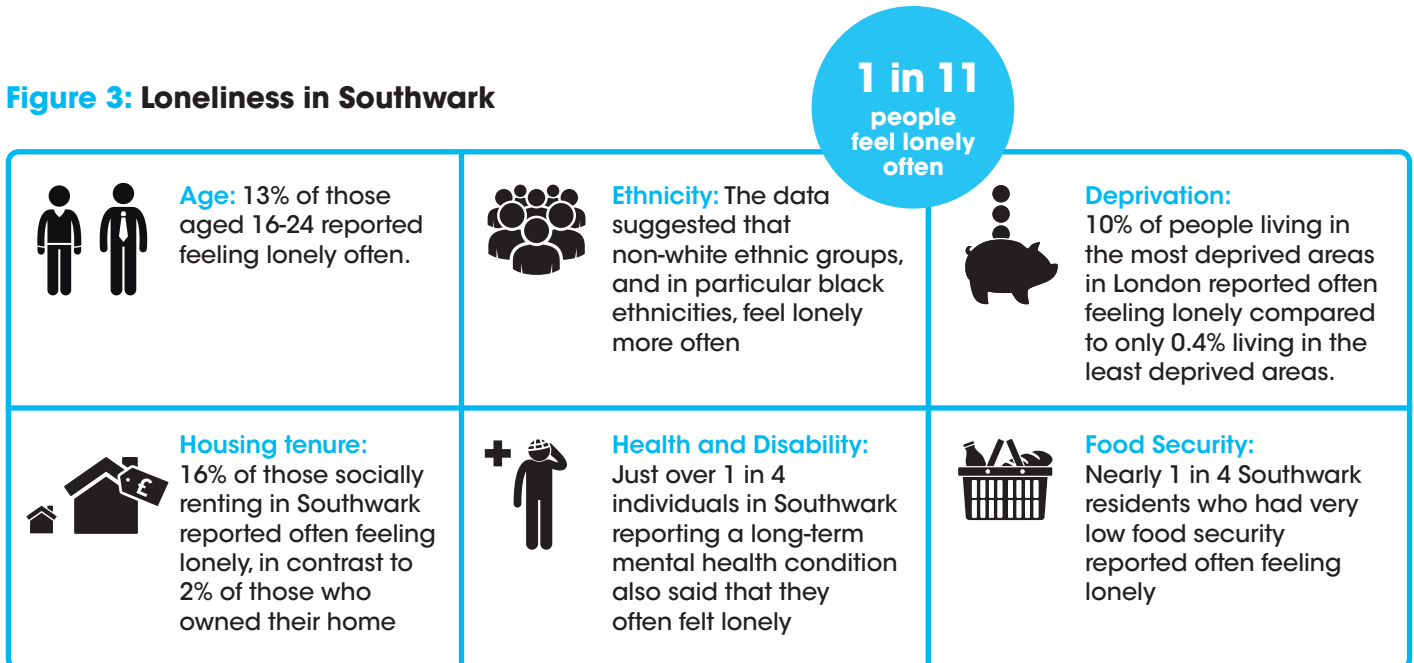 Figure 3: Loneliness in Southwark
1 in 11
people
feel lonely
often
Age: 13% of those
aged 16-24 reported
feeling lonely often.
Ethnicity: The data
suggested that
non-white ethnic groups,
and in particular black
ethnicities, feel lonely
more often
Deprivation:
10% of people living in
the most deprived areas
in London reported often
feeling lonely compared
to only 0.4% living in the
least deprived areas.
Housing tenure:
16% of those socially
renting in Southwark
reported often feeling
lonely, in contrast to
2% of those who
owned their home
£
Health and Disability:
Just over 1 in 4
individuals in Southwark
reporting a long-term
mental health condition
also said that they
often felt lonely
Food Security:
Nearly 1 in 4 Southwark
residents who had very
low food security
reported often feeling
lonely